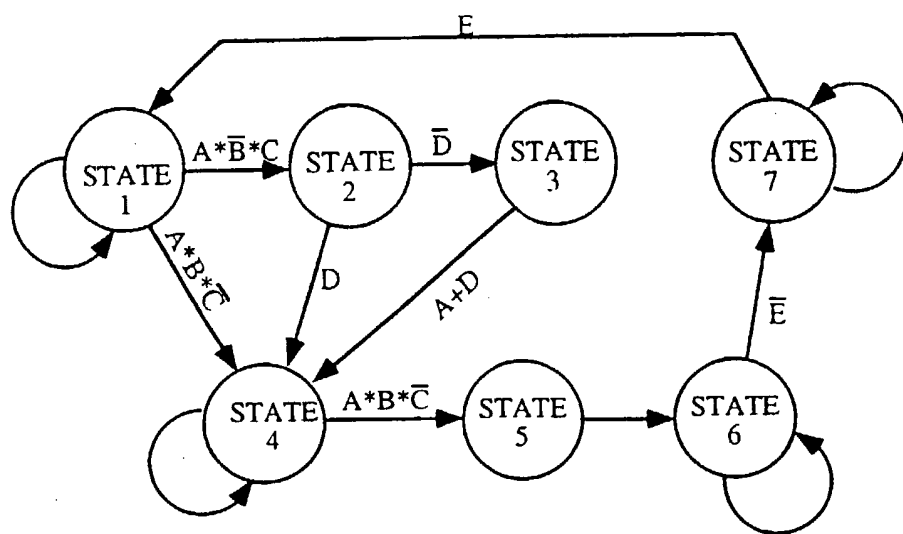 E
STATE
1
A*B̅*C
STATE
2
D̅
STATE
3
STATE
7
A*B*C̅
D
A+D
E̅
STATE
4
A*B*C̅
STATE
5
STATE
6